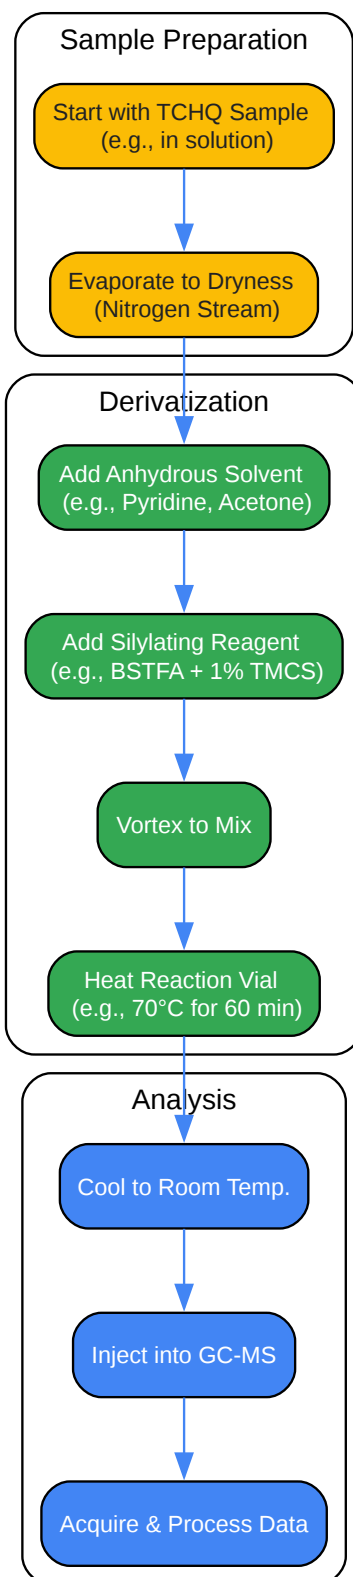 Sample Preparation
Start with TCHQ Sample
(e.g., in solution)
Evaporate to Dryness
(Nitrogen Stream)
Derivatization
Add Anhydrous Solvent
(e.g., Pyridine, Acetone)
Add Silylating Reagent
(e.g., BSTFA + 1% TMCS)
Vortex to Mix
Heat Reaction Vial
(e.g., 70°C for 60 min)
Analysis
Cool to Room Temp.
Inject into GC-MS
Acquire & Process Data